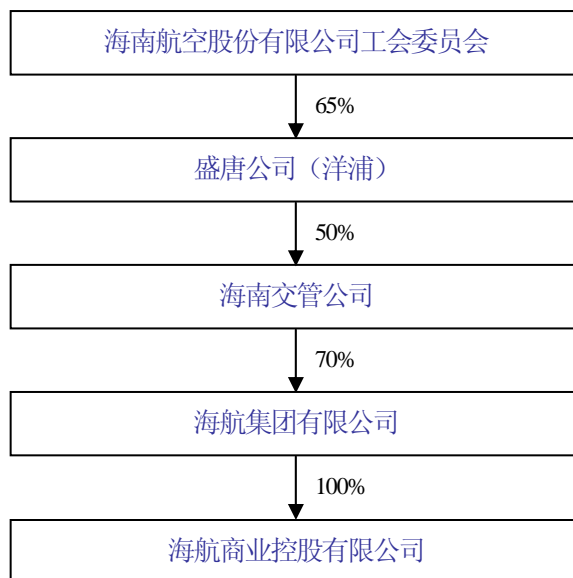 海南航空股份有限公司工会委员会
65%
盛唐公司（洋浦）
50%
海南交管公司
70%
海航集团有限公司
100%
海航商业控股有限公司